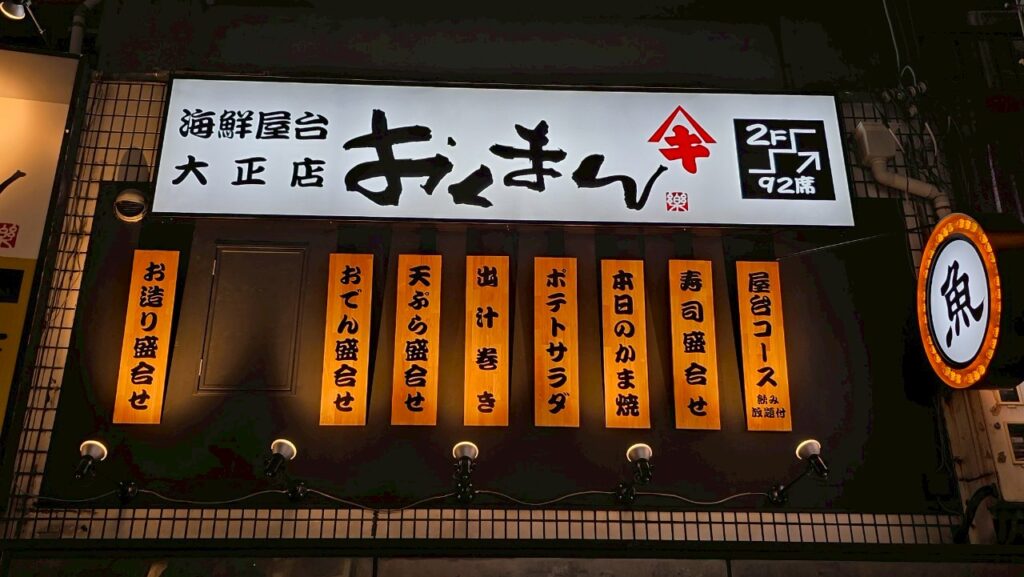 海鮮屋台
大正店
おくまん
キ
樂
2F
92席
お造り盛合せ
おでん盛合せ
天ぷら盛合せ
出汁巻き
ポテトサラダ
本日のかま焼
寿司盛合せ
屋台コース
飲み
放題付
魚
樂